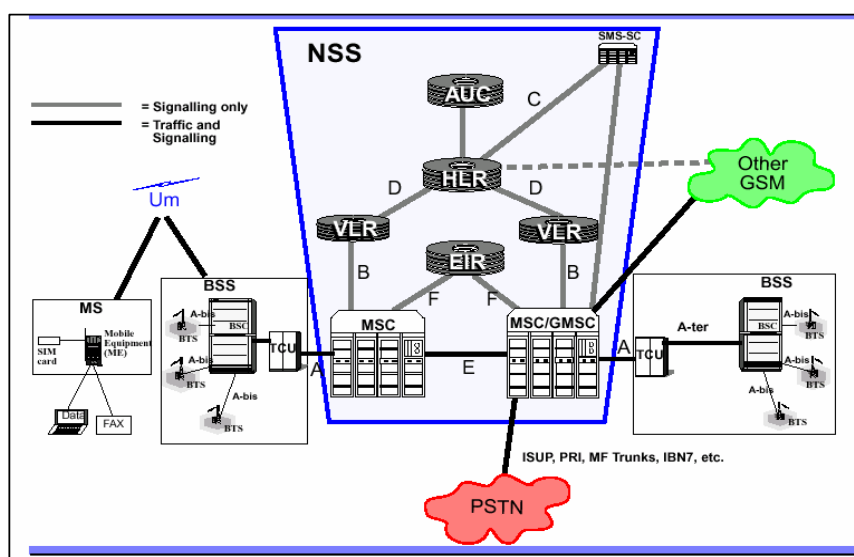 NSS
SMS-SC
= Signalling only
= Traffic and
Signalling
AUC
C
Other
GSM
HLR
D
D
Um
VLR
VLR
EIR
B
B
F
F
BSS
BSS
MS
MSC
MSC/GMSC
A-bis
BSC
BTS
Mobile
Equipment
(ME)
SIM
card
A-bis
BTS
TCU
A
E
A
TCU
A-ter
A-bis
BSC
BTS
A-bis
BTS
A-bis
BTS
A-bis
BTS
Data
FAX
ISUP, PRI, MF Trunks, IBN7, etc.
PSTN